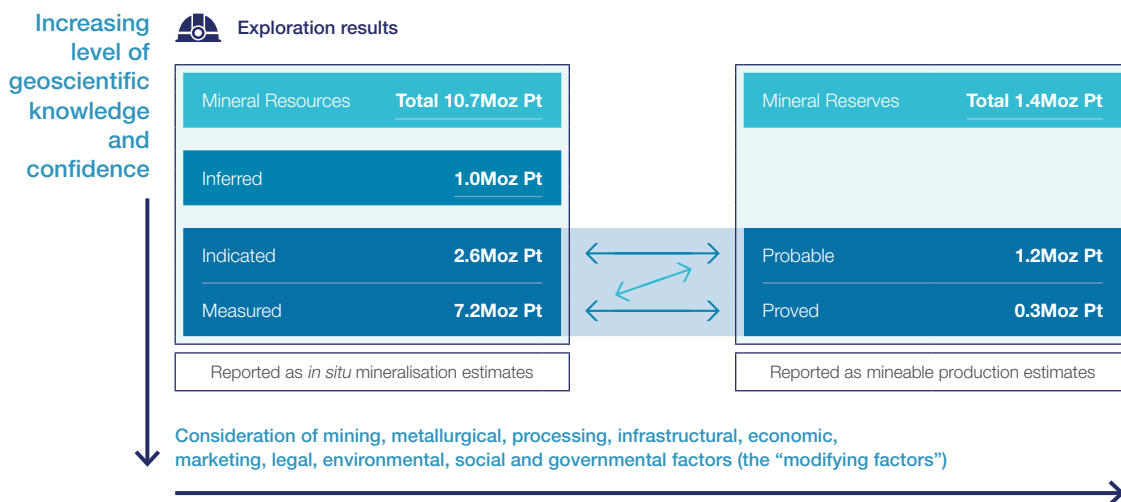 Increasing
level of
geoscientific
knowledge
and
confidence
Exploration results
Mineral Resources Total 10.7Moz Pt
Inferred 1.0Moz Pt
Indicated 2.6Moz Pt
Measured 7.2Moz Pt
Reported as in situ mineralisation estimates
Mineral Reserves Total 1.4Moz Pt
Probable 1.2Moz Pt
Proved 0.3Moz Pt
Reported as mineable production estimates
Consideration of mining, metallurgical, processing, infrastructural, economic,
marketing, legal, environmental, social and governmental factors (the “modifying factors”)